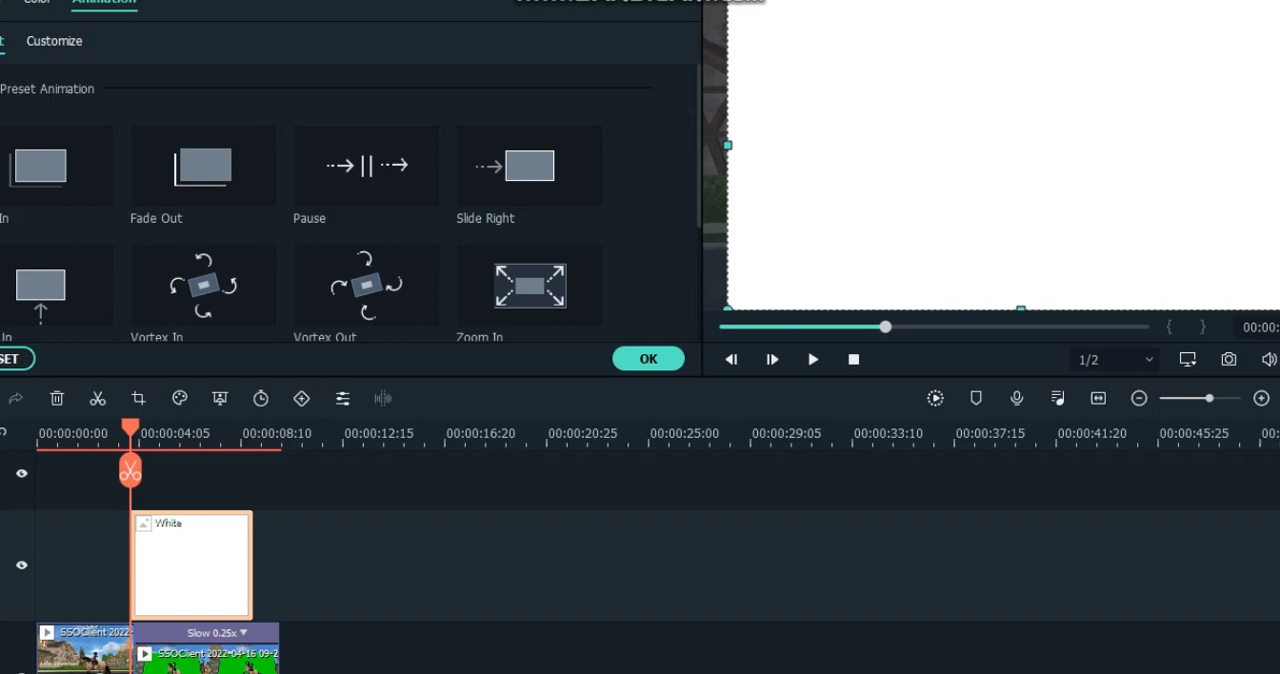 Color Animation
Customize
Preset Animation
In Fade Out Pause Slide Right
Up Vortex In Vortex Out Zoom In
SET OK
00:00:
1/2
{ }
00:00:00:00 00:00:04:05 00:00:08:10 00:00:12:15 00:00:16:20 00:00:20:25 00:00:25:00 00:00:29:05 00:00:33:10 00:00:37:15 00:00:41:20 00:00:45:25 00:
White
SSOClient 2022- Slow 0.25x
SSOClient 2022-04-16 09-2